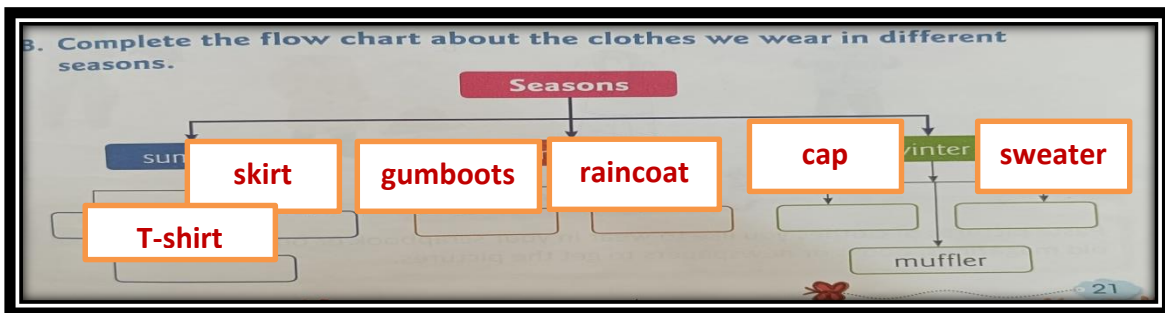 3. Complete the flow chart about the clothes we wear in different
seasons.
Seasons
skirt
gumboots
raincoat
cap
sweater
T-shirt
muffler
21